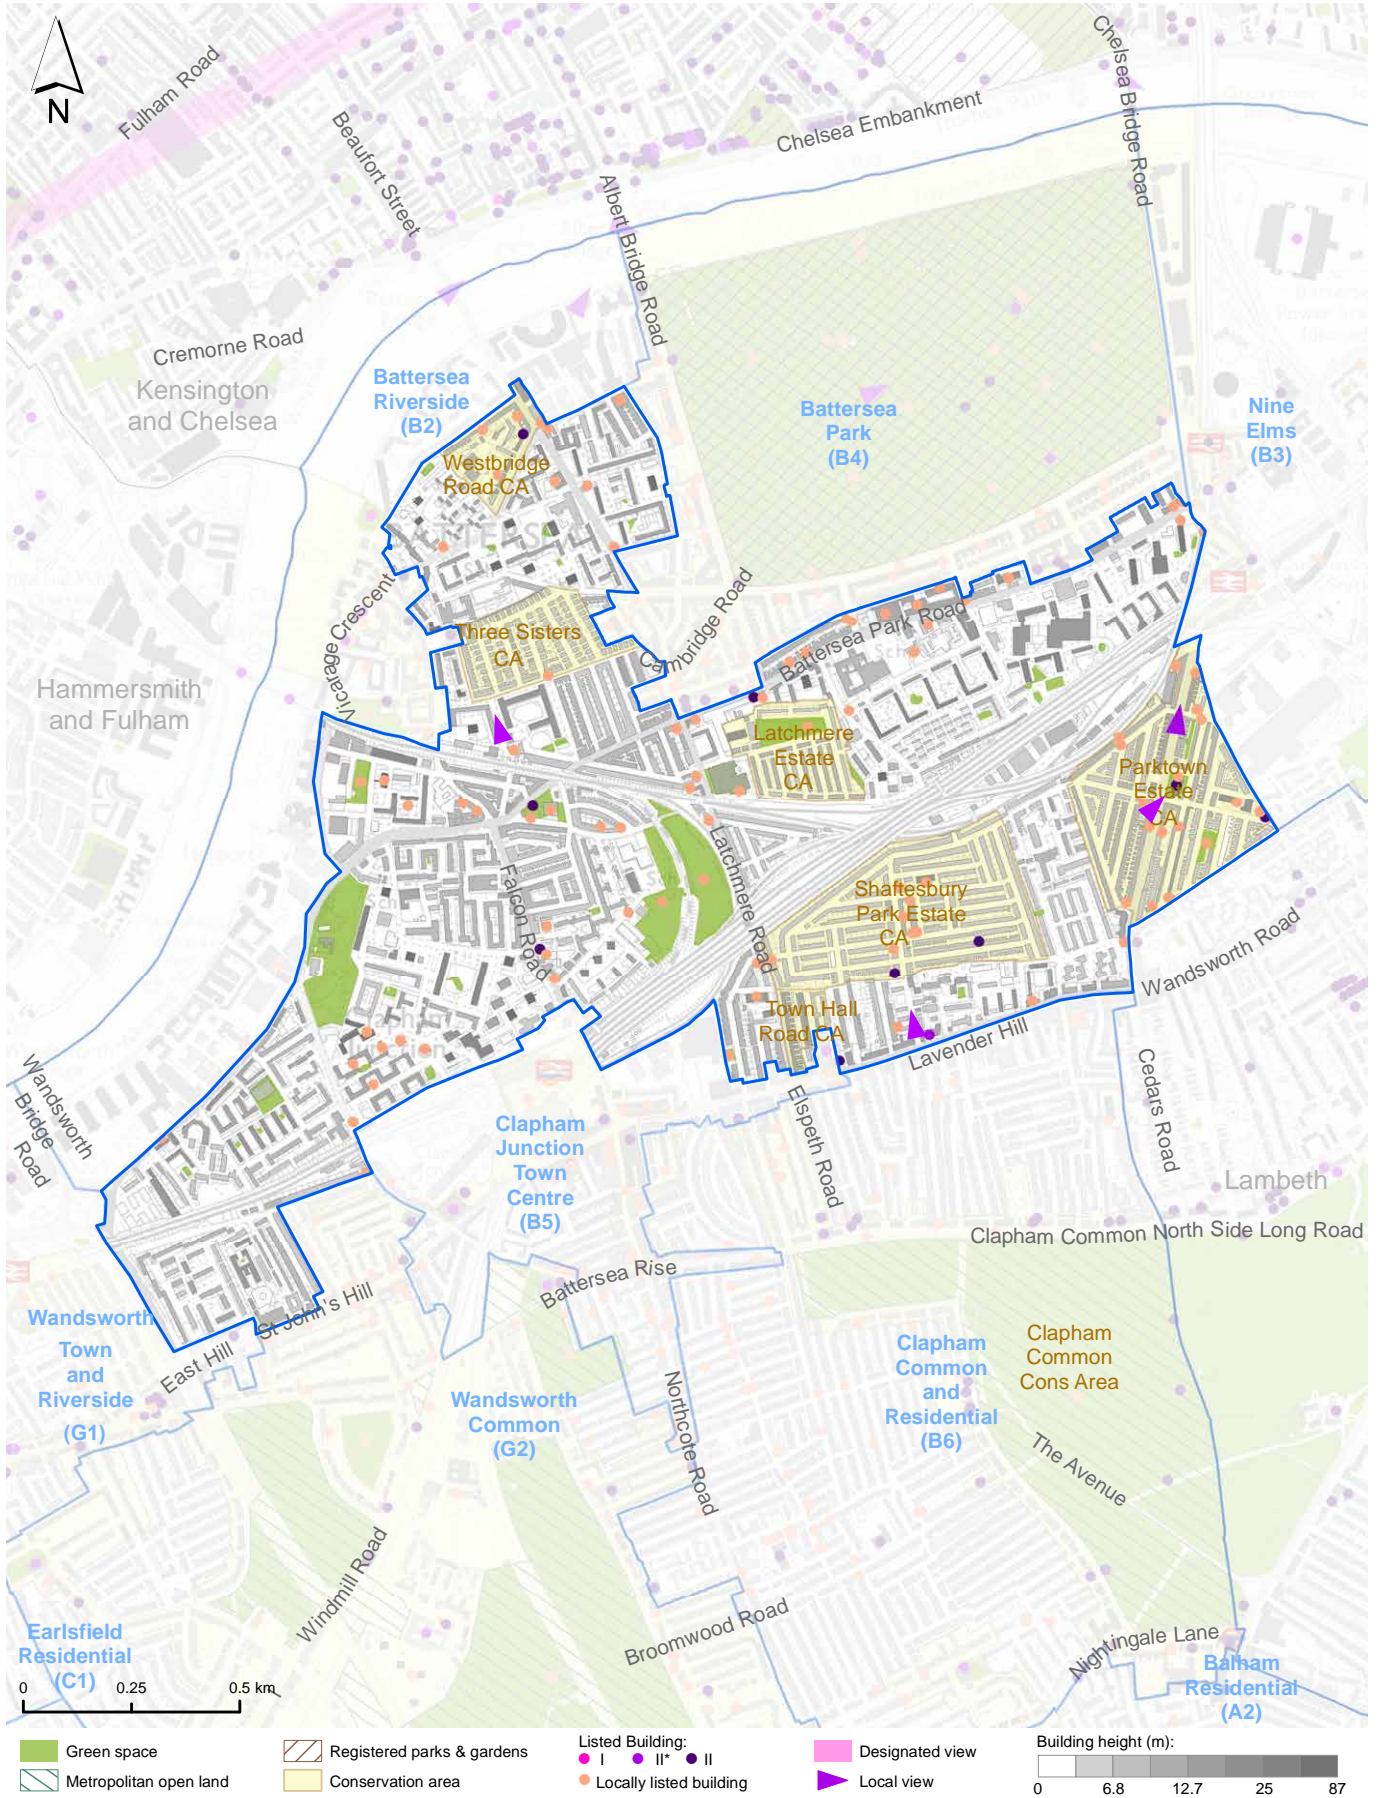 N
Fulham Road
Beaufort Street
Chelsea Embankment
Chelsea Bridge Road
Albert Bridge Road
Cremorne Road
Kensington
and Chelsea
Battersea
Riverside
(B2)
Battersea
Park
(B4)
Nine
Elms
(B3)
Westbridge
Road CA
Vicarage Crescent
Three Sisters
CA
Cambridge Road
Battersea Park Road
Hammersmith
and Fulham
Latchmere
Estate
CA
Parktown
Estate
CA
Falcon Road
Latchmere Road
Shaftesbury
Park Estate
CA
Wandsworth Road
Town Hall
Road CA
Lavender Hill
Wandsworth
Bridge
Road
Cedars Road
Elspeth Road
Clapham
Junction
Town
Centre
(B5)
Lambeth
Clapham Common North Side Long Road
Battersea Rise
St John's Hill
East Hill
Wandsworth
Town
and
Riverside
(G1)
Wandsworth
Common
(G2)
Northcote Road
Clapham
Common
and
Residential
(B6)
Clapham
Common
Cons Area
The Avenue
Windmill Road
Broomwood Road
Nightingale Lane
Earlsfield
Residential
(C1)
Balham
Residential
(A2)
0 0.25 0.5 km
Green space
Metropolitan open land
Registered parks & gardens
Conservation area
Listed Building:
I II* II
Locally listed building
Designated view
Local view
Building height (m):
0 6.8 12.7 25 87